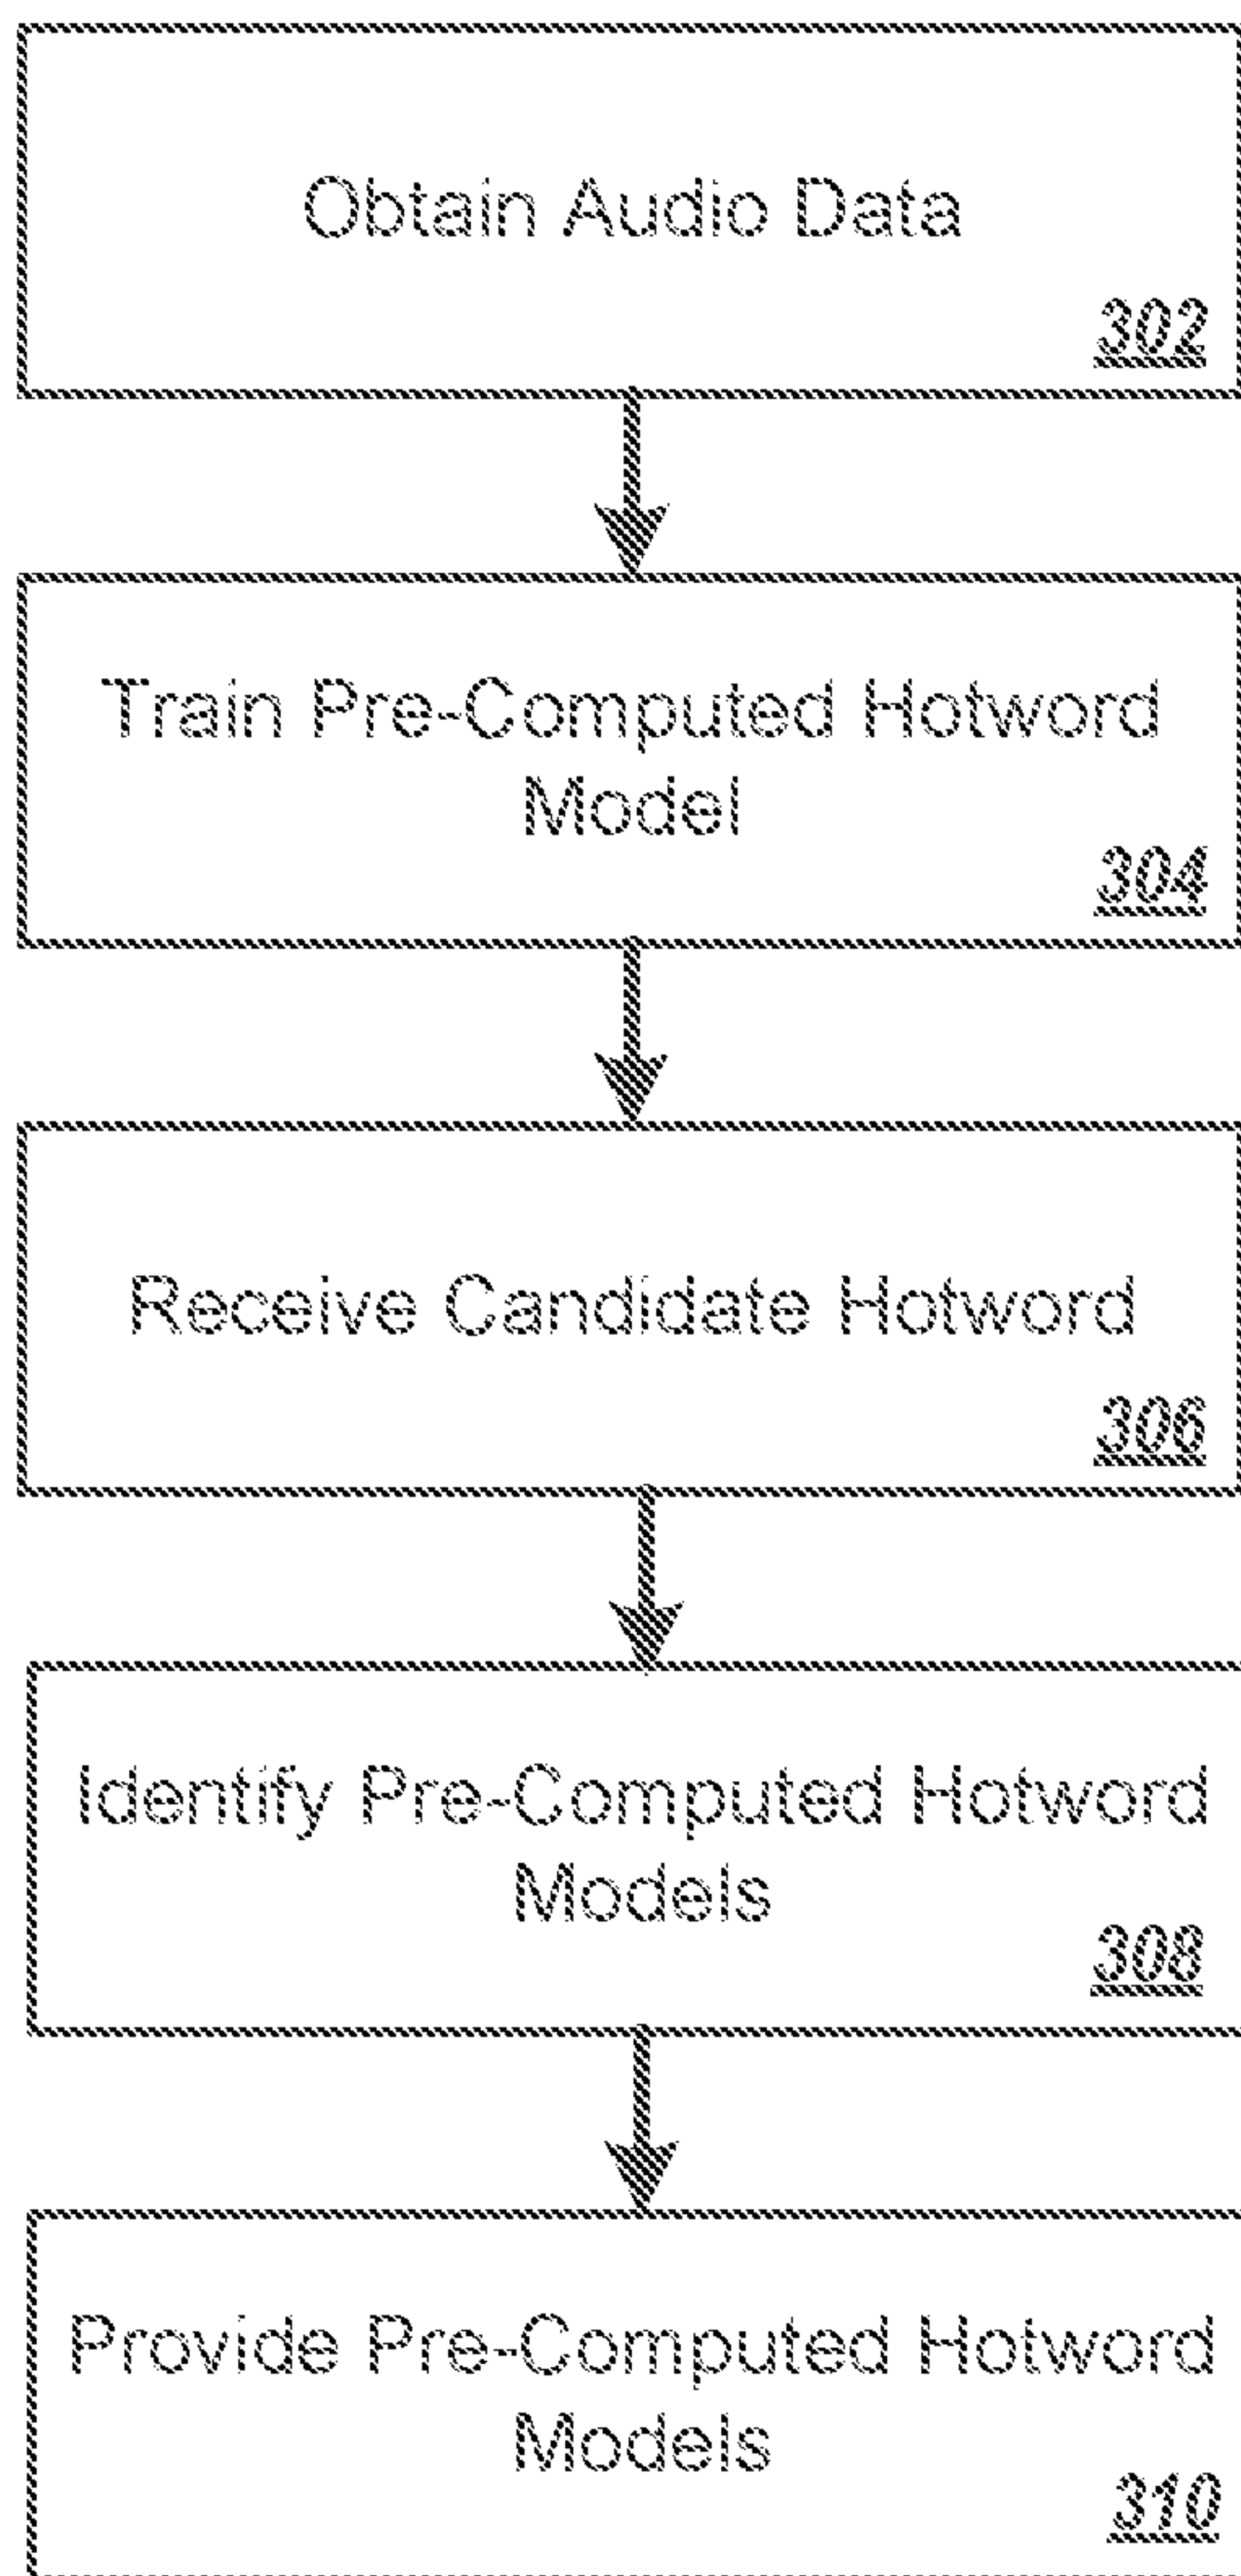 Obtain Audio Data
302
Train Pre-Computed Hotword
Model
304
Receive Candidate Hotword
306
Identify Pre-Computed Hotword
Models
308
Provide Pre-Computed Hotword
Models
310